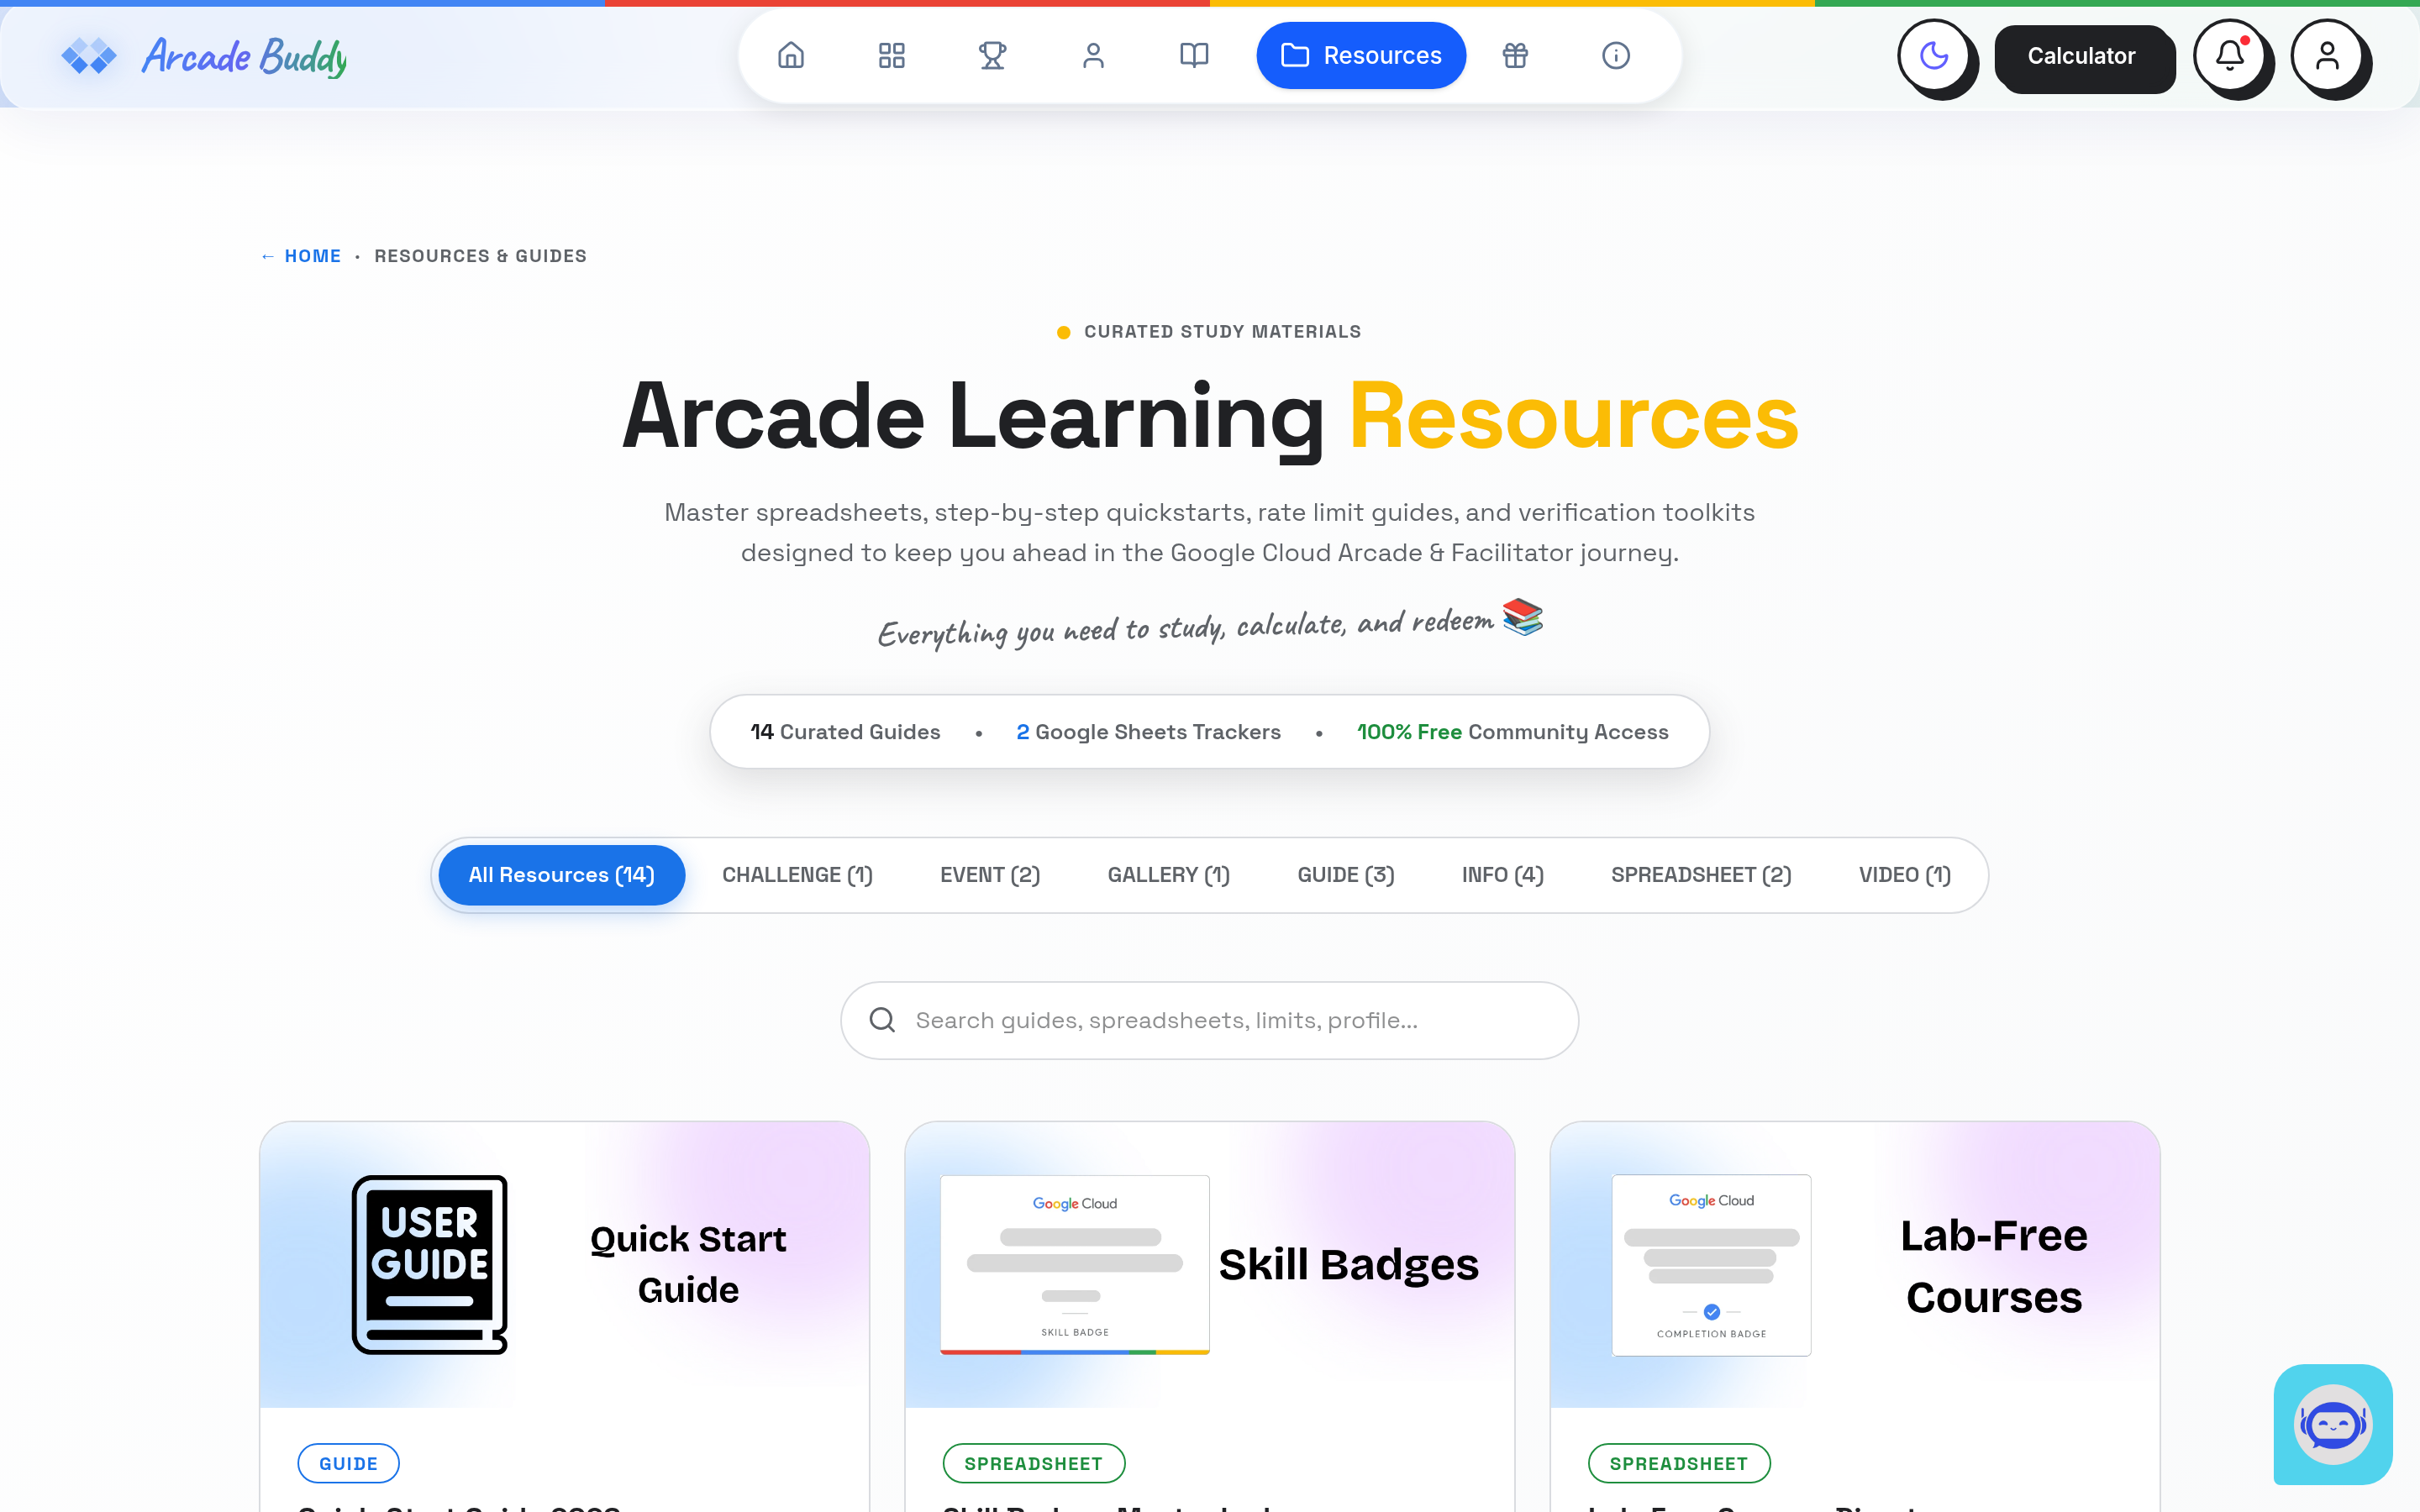 Arcade Buddy
Resources
Calculator
← HOME • RESOURCES & GUIDES
CURATED STUDY MATERIALS
Arcade Learning Resources
Master spreadsheets, step-by-step quickstarts, rate limit guides, and verification toolkits
designed to keep you ahead in the Google Cloud Arcade & Facilitator journey.
Everything you need to study, calculate, and redeem
14 Curated Guides • 2 Google Sheets Trackers • 100% Free Community Access
All Resources (14) CHALLENGE (1) EVENT (2) GALLERY (1) GUIDE (3) INFO (4) SPREADSHEET (2) VIDEO (1)
Search guides, spreadsheets, limits, profile...
USER
GUIDE
Quick Start
Guide
Google Cloud
SKILL BADGE
Skill Badges
Google Cloud
COMPLETION BADGE
Lab-Free
Courses
GUIDE
SPREADSHEET
SPREADSHEET